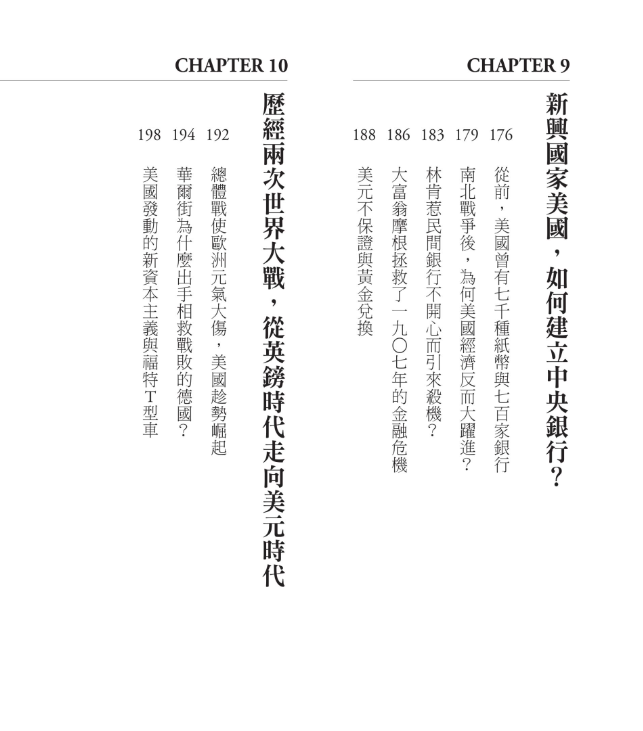 CHAPTER 9
新興國家美國，如何建立中央銀行？
176 從前，美國曾有七千種紙幣與七百家銀行
179 南北戰爭後，為何美國經濟反而大躍進？
183 林肯惹民間銀行不開心而引來殺機？
186 大富翁摩根拯救了一九〇七年的金融危機
188 美元不保證與黃金兌換
CHAPTER 10
歷經兩次世界大戰，從英鎊時代走向美元時代
192 總體戰使歐洲元氣大傷，美國趁勢崛起
194 華爾街為什麼出手相救戰敗的德國？
198 美國發動的新資本主義與福特T型車